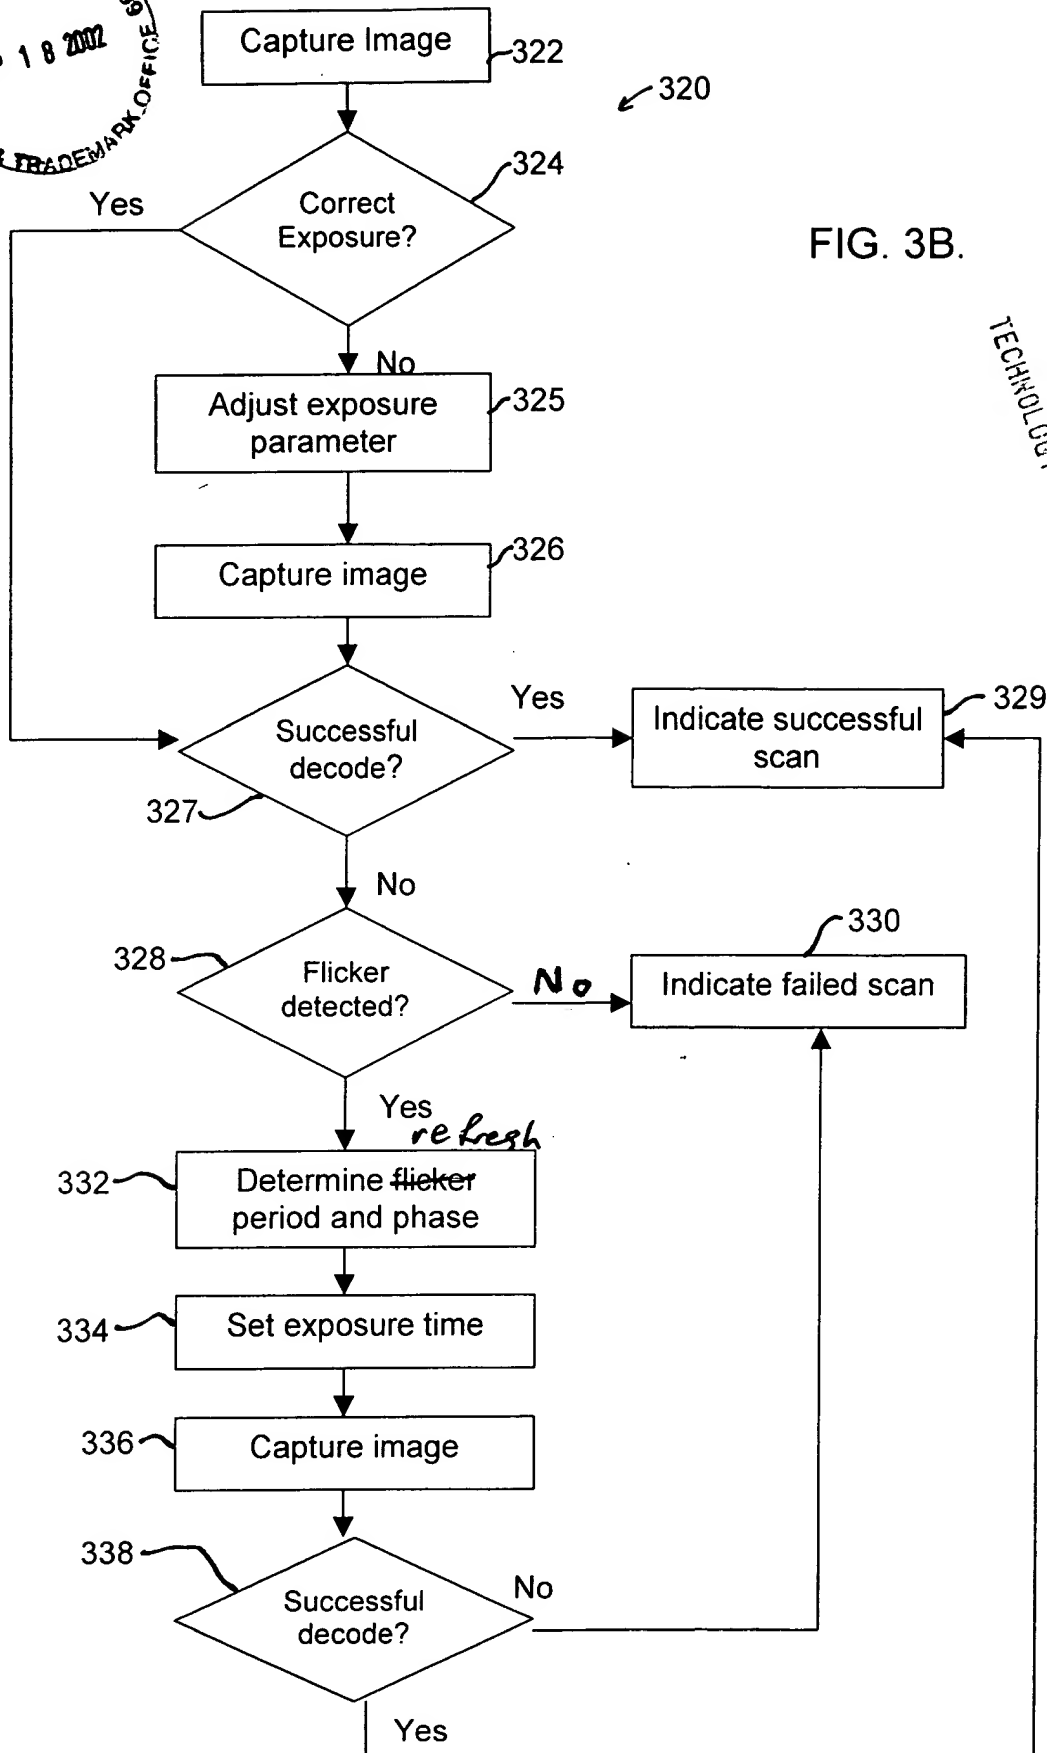 18 2002
TRADEMARK OFFICE
Capture Image
322
320
324
Yes
Correct
Exposure?
FIG. 3B.
TECHNOLOGY
No
Adjust exposure
parameter
325
Capture image
326
Successful
decode?
Yes
327
Indicate successful
scan
329
No
328
Flicker
detected?
No
330
Indicate failed scan
Yes
refresh
332
Determine flicker
period and phase
334
Set exposure time
336
Capture image
338
Successful
decode?
No
Yes